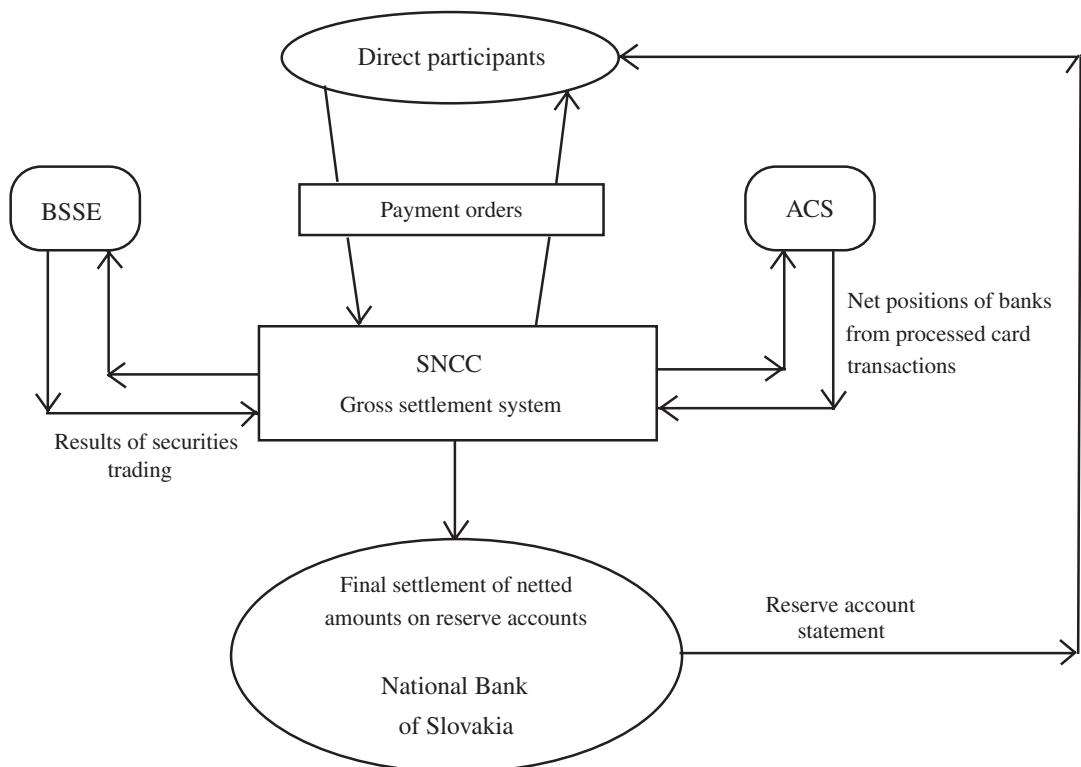 Direct participants
BSSE
Payment orders
ACS
Net positions of banks
from processed card
transactions
SNCC
Gross settlement system
Results of securities
trading
Final settlement of netted
amounts on reserve accounts
National Bank
of Slovakia
Reserve account
statement